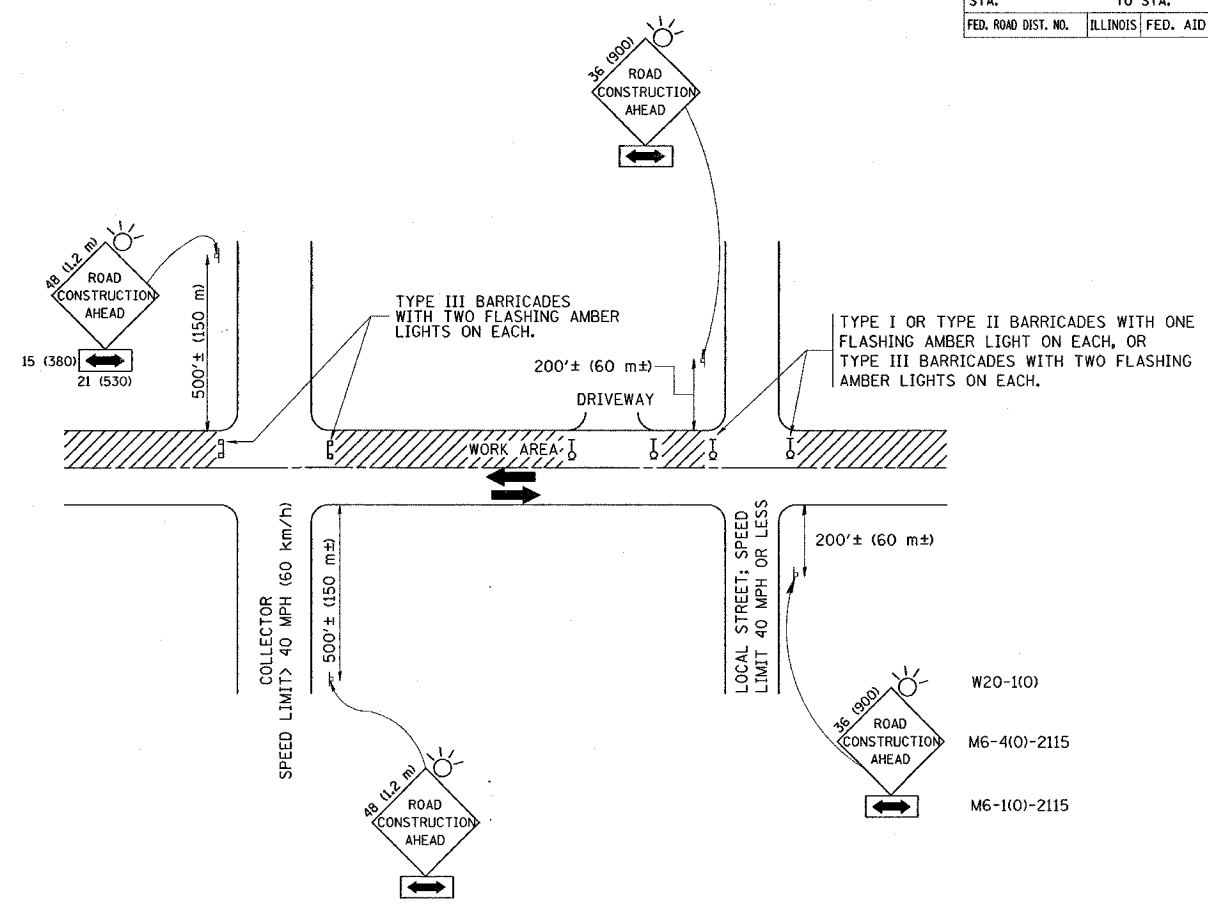 STA. TO STA.
FED. ROAD DIST. NO. ILLINOIS FED. AID
36 (900)
ROAD
CONSTRUCTION
AHEAD
48 (1.2 m)
ROAD
CONSTRUCTION
AHEAD
15 (380)
21 (530)
500'± (150 m)
TYPE III BARRICADES
WITH TWO FLASHING AMBER
LIGHTS ON EACH.
200'± (60 m±)
DRIVEWAY
TYPE I OR TYPE II BARRICADES WITH ONE
FLASHING AMBER LIGHT ON EACH, OR
TYPE III BARRICADES WITH TWO FLASHING
AMBER LIGHTS ON EACH.
WORK AREA
COLLECTOR
SPEED LIMIT> 40 MPH (60 km/h)
500'± (150 m±)
LOCAL STREET; SPEED
LIMIT 40 MPH OR LESS
200'± (60 m±)
48 (1.2 m)
ROAD
CONSTRUCTION
AHEAD
36 (900)
ROAD
CONSTRUCTION
AHEAD
W20-1(O)
M6-4(O)-2115
M6-1(O)-2115